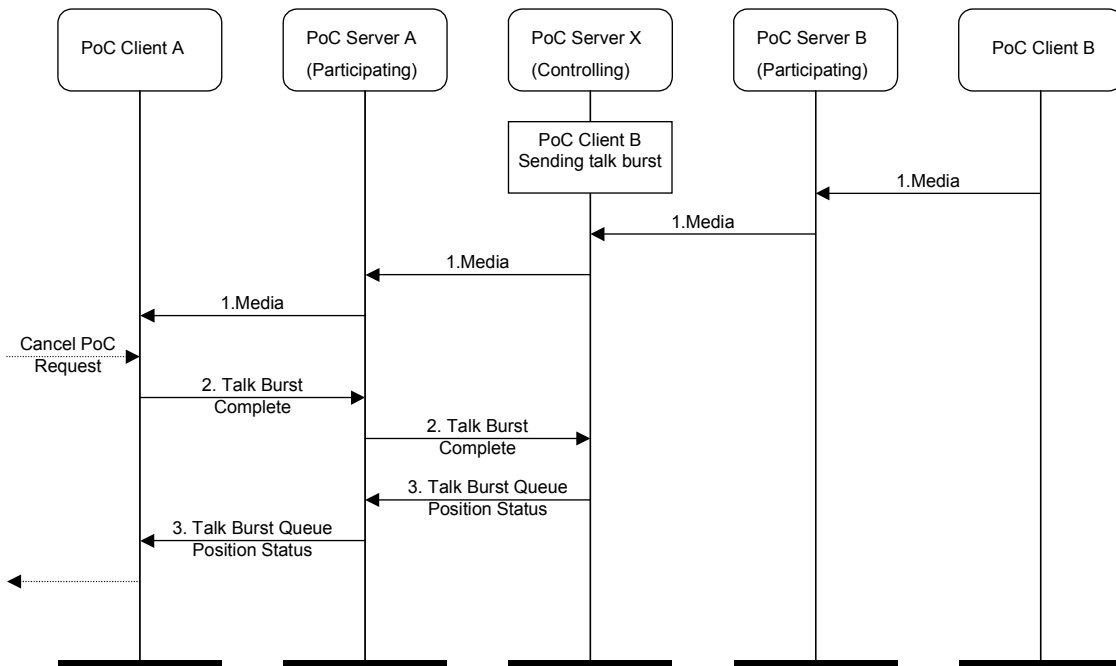 PoC Client A
PoC Server A
(Participating)
PoC Server X
(Controlling)
PoC Server B
(Participating)
PoC Client B
PoC Client B
Sending talk burst
1.Media
1.Media
1.Media
1.Media
Cancel PoC
Request
2. Talk Burst
Complete
2. Talk Burst
Complete
3. Talk Burst Queue
Position Status
3. Talk Burst Queue
Position Status